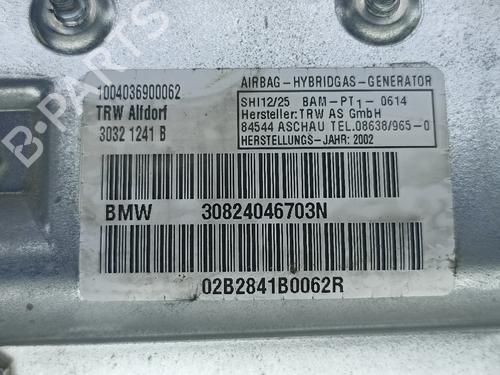 1004036900062
TRW Alfdorf
3032 1241 B
AIRBAG-HYBRIDGAS-GENERATOR
SHI12/25 BAM-PT1-0614
Hersteller: TRW AS GmbH
84544 ASCHAU TEL.08638/965-0
HERSTELLUNGS-JAHR: 2002
BMW 30824046703N
02B2841B0062R
B-PARTS